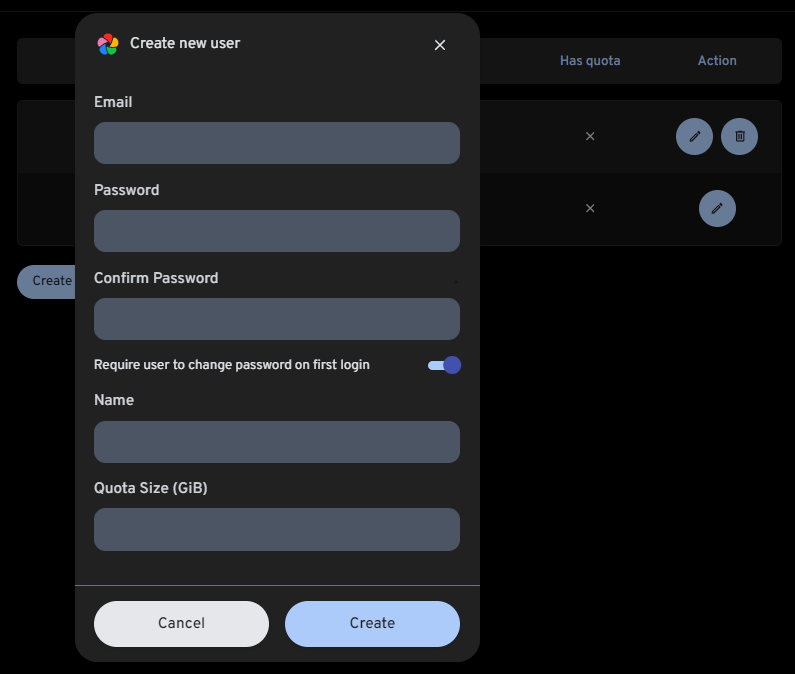 Create new user
Has quota
Action
Email
Password
Create
Confirm Password
Require user to change password on first login
Name
Quota Size (GiB)
Cancel
Create